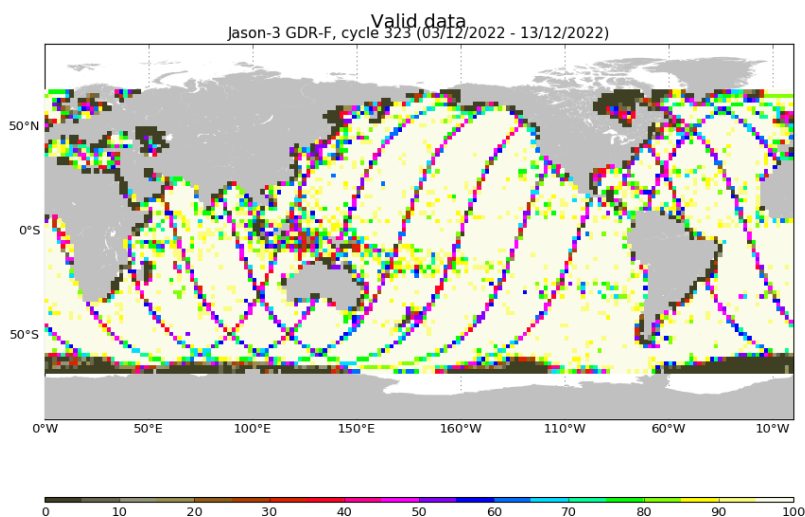 Valid data
Jason-3 GDR-F, cycle 323 (03/12/2022 - 13/12/2022)
50°N
0°S
50°S
0°W 50°E 100°E 150°E 160°W 110°W 60°W 10°W
0 10 20 30 40 50 60 70 80 90 100